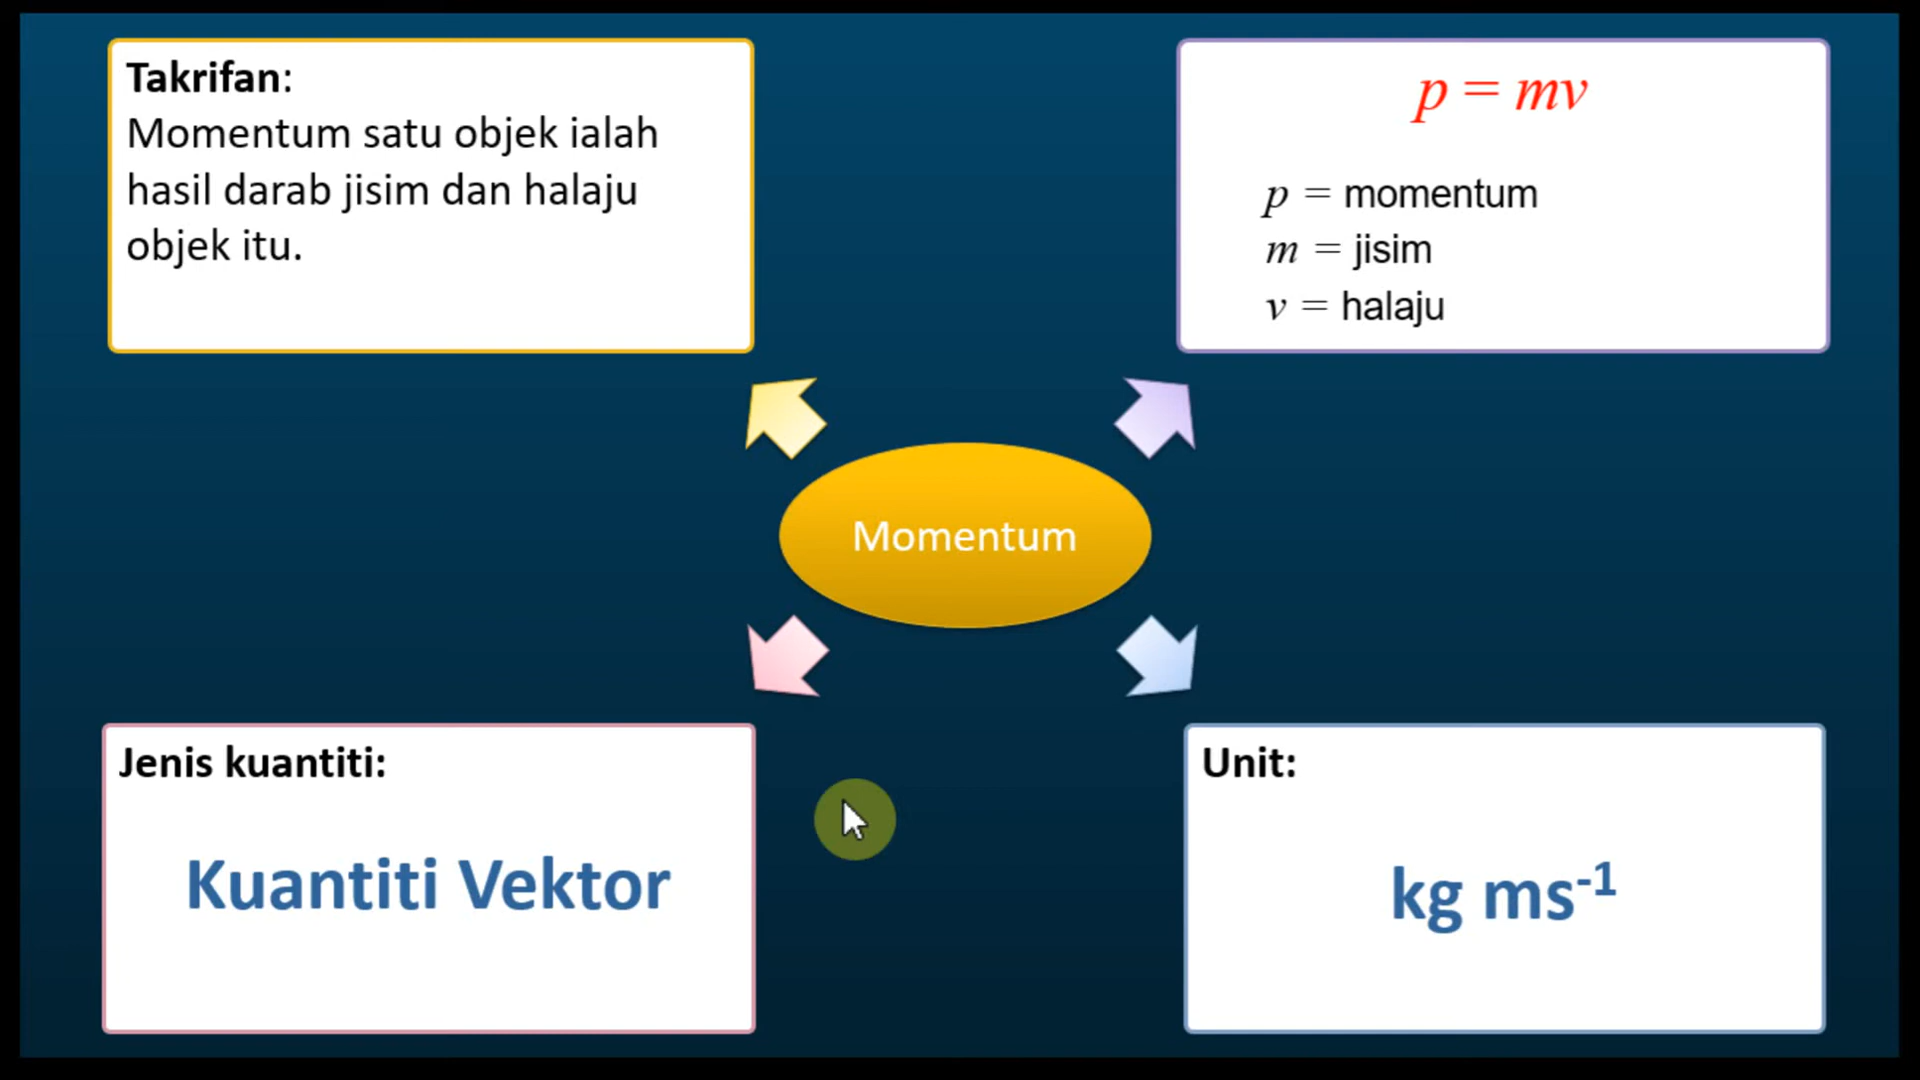 Takrifan:
Momentum satu objek ialah
hasil darab jisim dan halaju
objek itu.
p = mv
p = momentum
m = jisim
v = halaju
Momentum
Jenis kuantiti:
Kuantiti Vektor
Unit:
kg ms⁻¹